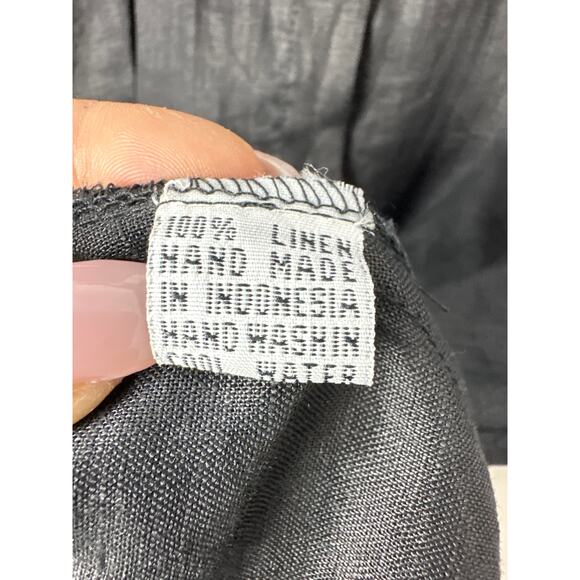 100% LINEN
HAND MADE
IN INDONESIA
HAND WASH IN
COOL WATER